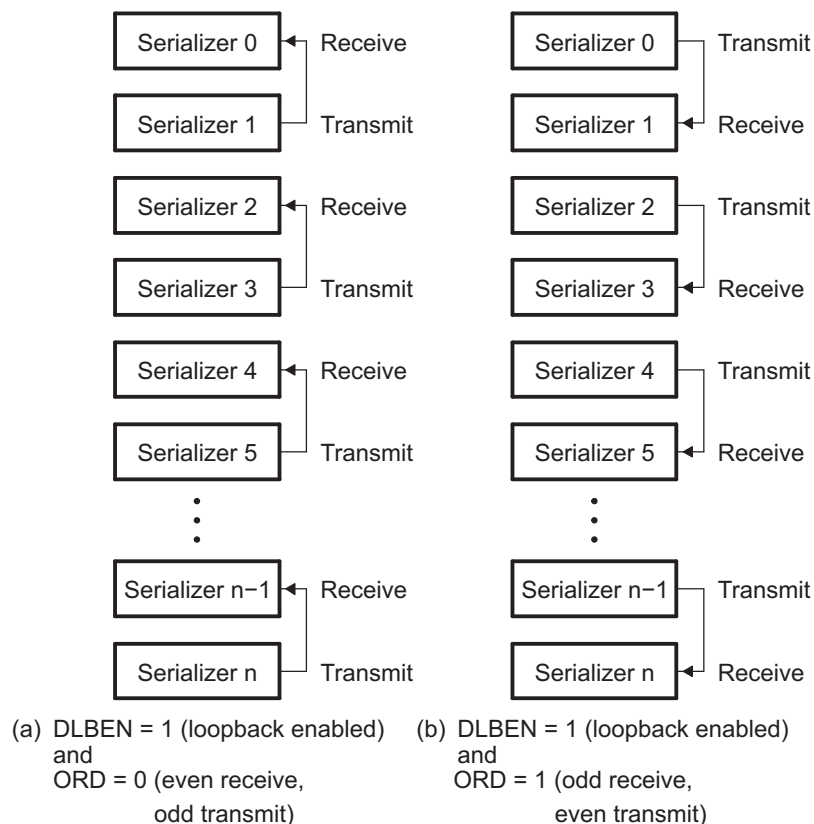 Serializer 0 Receive
Serializer 1 Transmit
Serializer 2 Receive
Serializer 3 Transmit
Serializer 4 Receive
Serializer 5 Transmit
Serializer n−1 Receive
Serializer n Transmit
(a) DLBEN = 1 (loopback enabled)
and
ORD = 0 (even receive,
odd transmit)
Serializer 0 Transmit
Serializer 1 Receive
Serializer 2 Transmit
Serializer 3 Receive
Serializer 4 Transmit
Serializer 5 Receive
Serializer n−1 Transmit
Serializer n Receive
(b) DLBEN = 1 (loopback enabled)
and
ORD = 1 (odd receive,
even transmit)